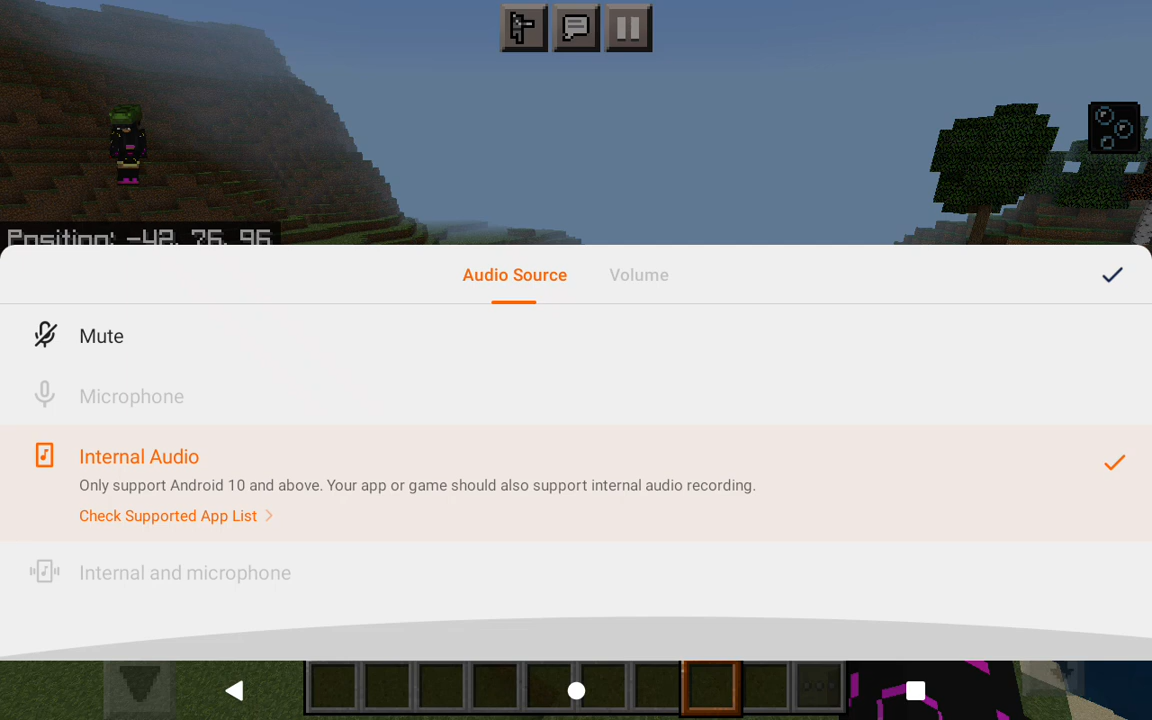 Position: -42, 76, 96
Audio Source
Volume
Mute
Microphone
Internal Audio
Only support Android 10 and above. Your app or game should also support internal audio recording.
Check Supported App List
Internal and microphone